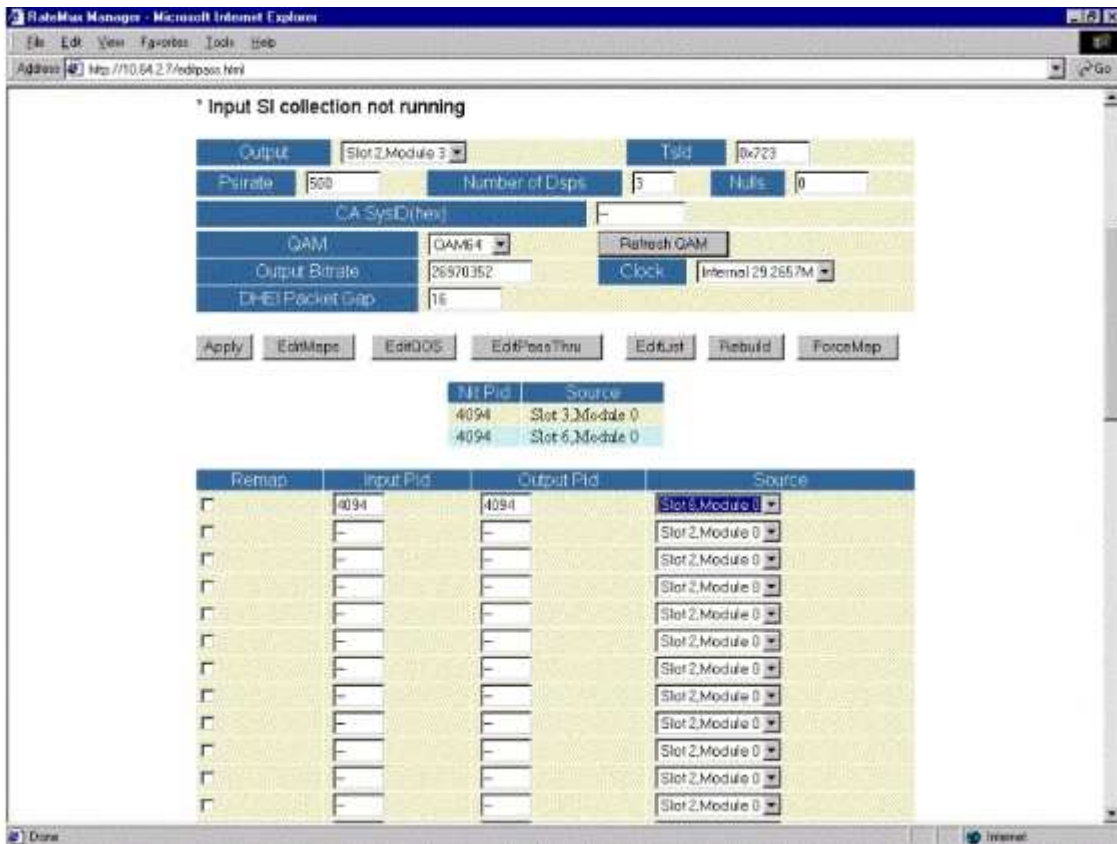 RateMux Manager - Microsoft Internet Explorer
File Edit View Favorites Tools Help
Address http://10.64.2.7/editpass.html Go
* Input SI collection not running
Output Slot 2,Module 3 TsId 0x723
Psirate 500 Number of Dsps 3 Nulls 0
CA SysID(hex) --
QAM QAM64 Refresh QAM
Output Bitrate 26970352 Clock Internal 29.2657M
DHEI Packet Gap 16
Apply EditMaps EditQOS EditPassThru EditList Rebuild ForceMap
Nit Pid Source
4094 Slot 3,Module 0
4094 Slot 6,Module 0
Remap Input Pid Output Pid Source
4094 4094 Slot 6,Module 0
-- -- Slot 2,Module 0
-- -- Slot 2,Module 0
-- -- Slot 2,Module 0
-- -- Slot 2,Module 0
-- -- Slot 2,Module 0
-- -- Slot 2,Module 0
-- -- Slot 2,Module 0
-- -- Slot 2,Module 0
-- -- Slot 2,Module 0
-- -- Slot 2,Module 0
-- -- Slot 2,Module 0
Done Internet